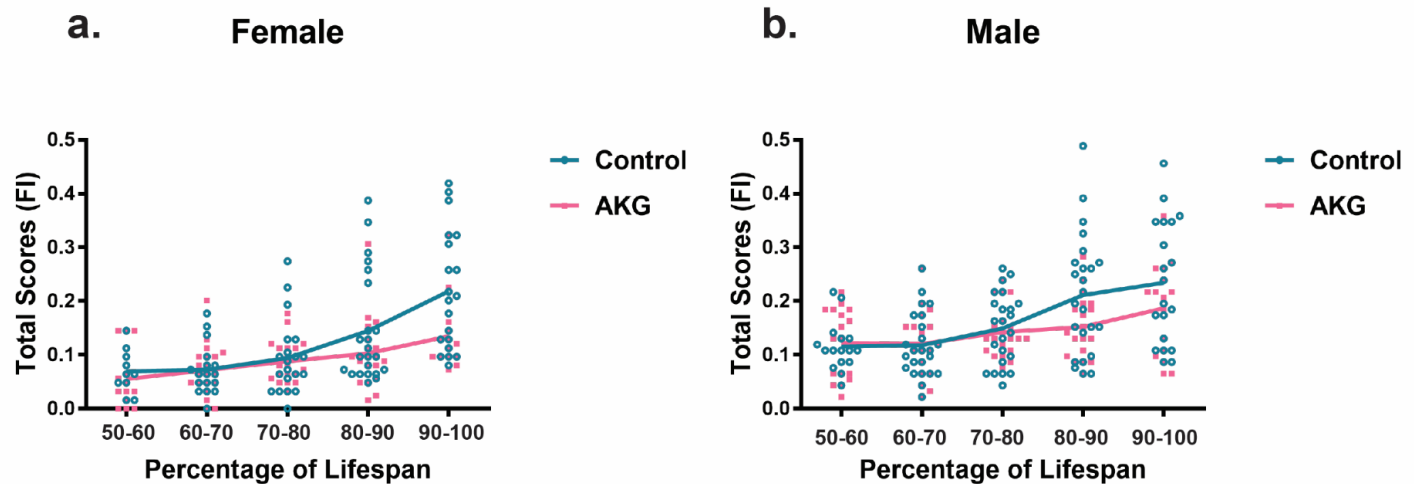 a. Female
Total Scores (FI)
0.5
0.4
0.3
0.2
0.1
0.0
50-60 60-70 70-80 80-90 90-100
Percentage of Lifespan
Control
AKG
b. Male
Total Scores (FI)
0.5
0.4
0.3
0.2
0.1
0.0
50-60 60-70 70-80 80-90 90-100
Percentage of Lifespan
Control
AKG